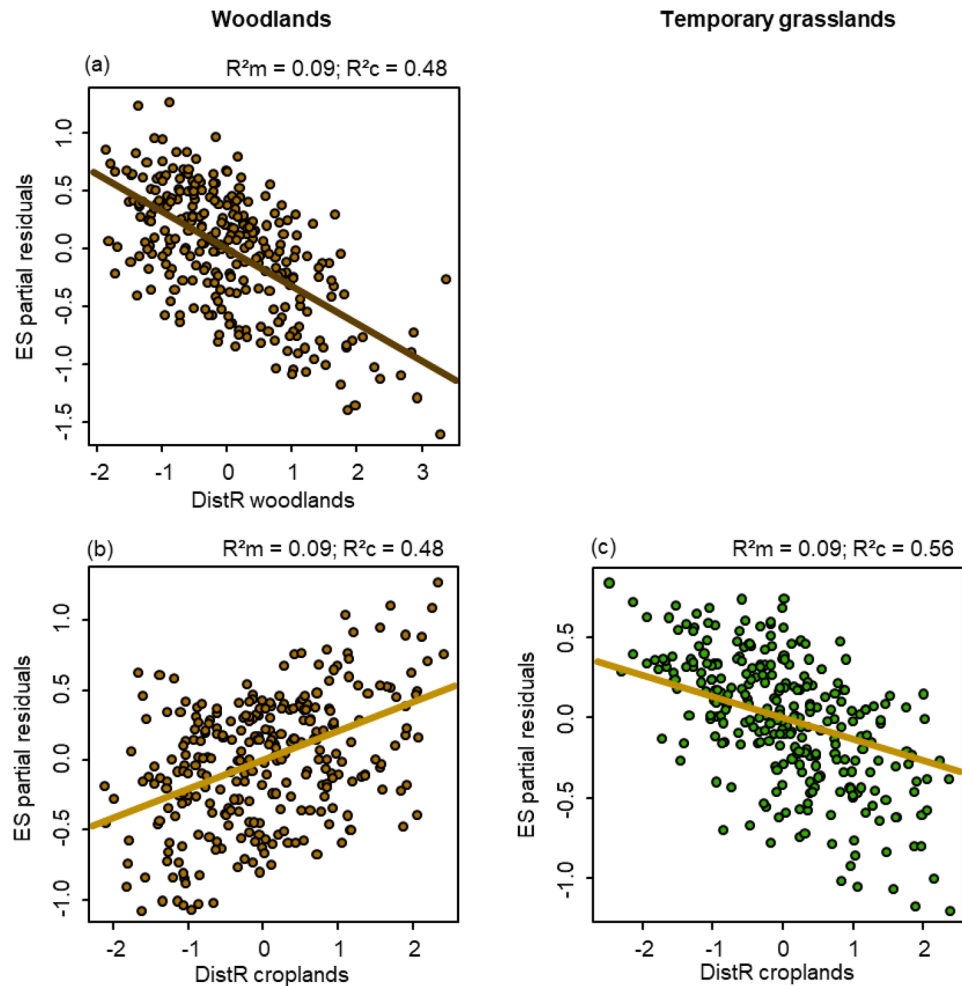 Woodlands
Temporary grasslands
(a)
R²m = 0.09; R²c = 0.48
ES partial residuals
1.0
0.5
0.0
-0.5
-1.0
-1.5
-2 -1 0 1 2 3
DistR woodlands
(b)
R²m = 0.09; R²c = 0.48
ES partial residuals
1.0
0.5
0.0
-0.5
-1.0
-2 -1 0 1 2
DistR croplands
(c)
R²m = 0.09; R²c = 0.56
ES partial residuals
0.5
0.0
-0.5
-1.0
-2 -1 0 1 2
DistR croplands